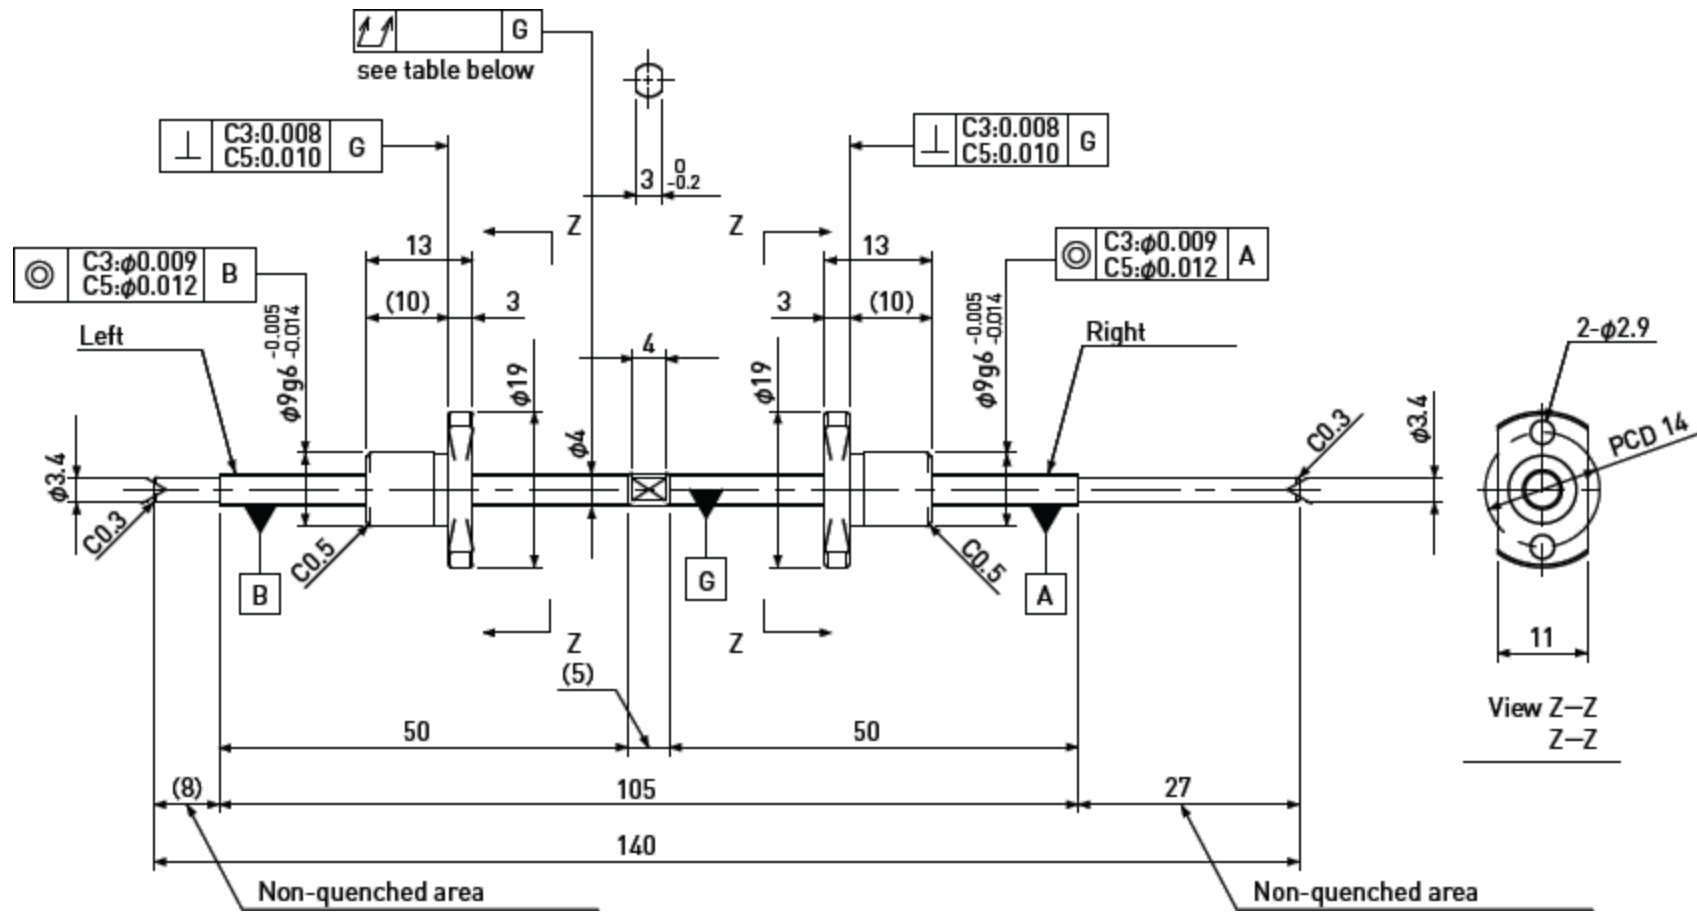 G
see table below
C3:0.008
C5:0.010
G
C3:0.008
C5:0.010
G
3 0
-0.2
Z
Z
C3:φ0.009
C5:φ0.012
B
13
13
C3:φ0.009
C5:φ0.012
A
(10)
3
3
(10)
Left
φ9g6 -0.005
-0.014
4
φ9g6 -0.005
-0.014
Right
2-φ2.9
φ19
φ19
φ4
φ3.4
C0.3
C0.5
C0.5
C0.3
φ3.4
PCD 14
B
G
A
Z
Z
11
(5)
View Z–Z
Z–Z
50
50
(8)
105
27
140
Non-quenched area
Non-quenched area